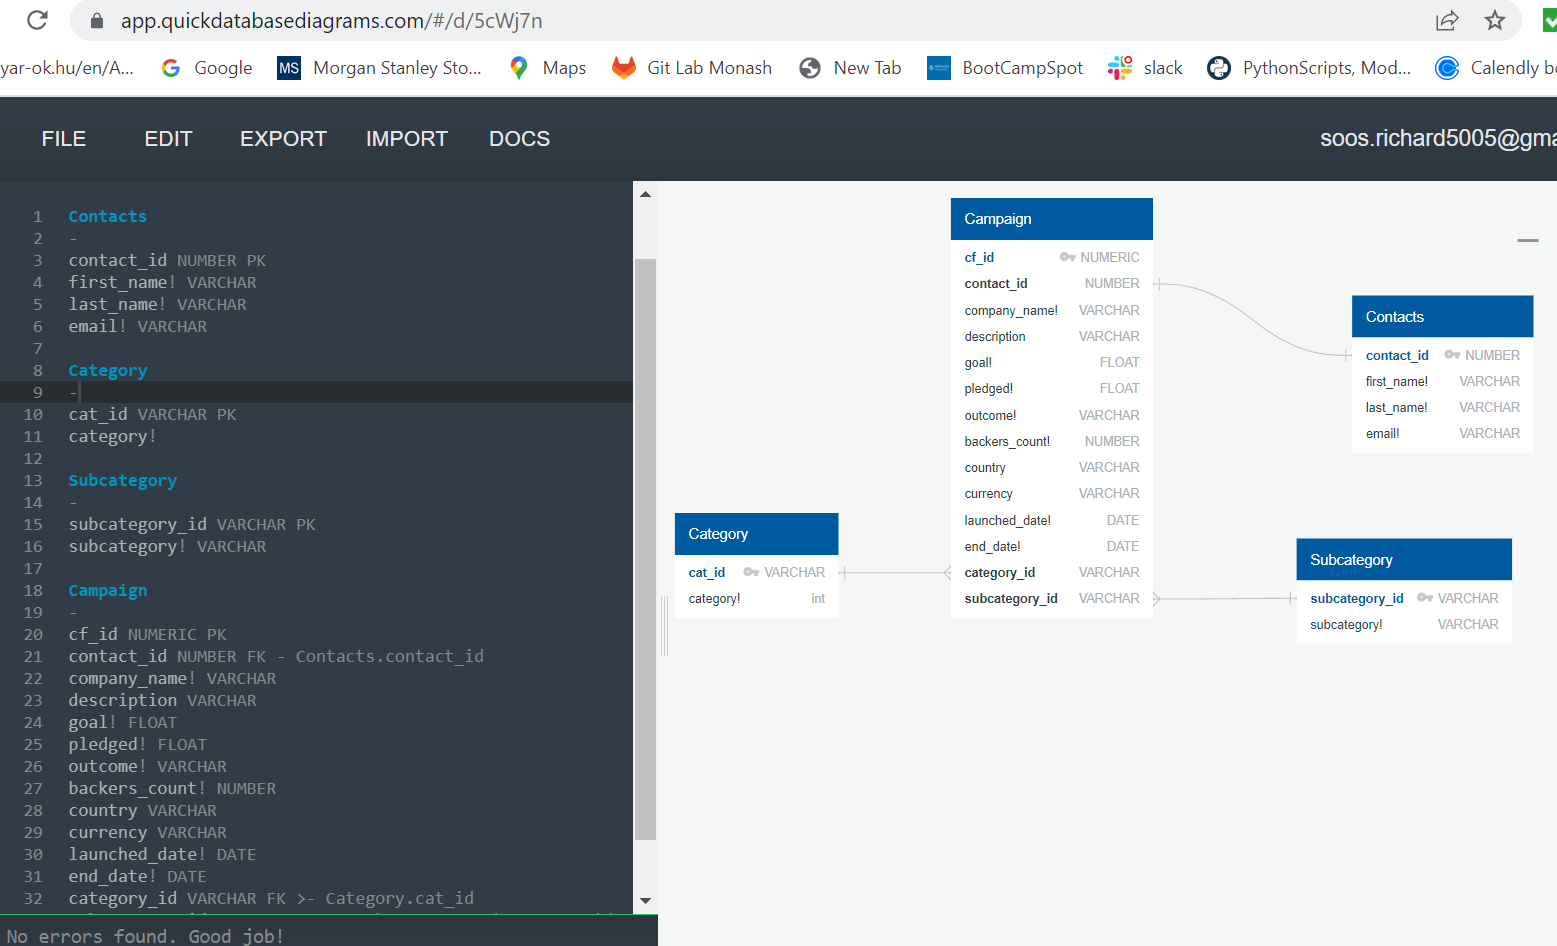 app.quickdatabasediagrams.com/#/d/5cWj7n
yar-ok.hu/en/A... Google MS Morgan Stanley Sto... Maps Git Lab Monash New Tab BootCampSpot slack PythonScripts, Mod... Calendly bo
FILE EDIT EXPORT IMPORT DOCS soos.richard5005@gma
1 Contacts
2 -
3 contact_id NUMBER PK
4 first_name! VARCHAR
5 last_name! VARCHAR
6 email! VARCHAR
7
8 Category
9 -
10 cat_id VARCHAR PK
11 category!
12
13 Subcategory
14 -
15 subcategory_id VARCHAR PK
16 subcategory! VARCHAR
17
18 Campaign
19 -
20 cf_id NUMERIC PK
21 contact_id NUMBER FK - Contacts.contact_id
22 company_name! VARCHAR
23 description VARCHAR
24 goal! FLOAT
25 pledged! FLOAT
26 outcome! VARCHAR
27 backers_count! NUMBER
28 country VARCHAR
29 currency VARCHAR
30 launched_date! DATE
31 end_date! DATE
32 category_id VARCHAR FK >- Category.cat_id
No errors found. Good job!
Campaign
cf_id NUMERIC
contact_id NUMBER
company_name! VARCHAR
description VARCHAR
goal! FLOAT
pledged! FLOAT
outcome! VARCHAR
backers_count! NUMBER
country VARCHAR
currency VARCHAR
launched_date! DATE
end_date! DATE
category_id VARCHAR
subcategory_id VARCHAR
Contacts
contact_id NUMBER
first_name! VARCHAR
last_name! VARCHAR
email! VARCHAR
Category
cat_id VARCHAR
category! int
Subcategory
subcategory_id VARCHAR
subcategory! VARCHAR